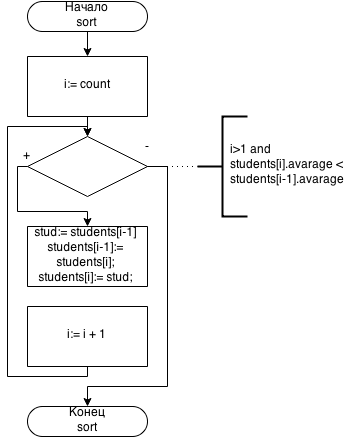 Начало
sort
i:= count
+
-
i>1 and
students[i].avarage <
students[i-1].avarage
stud:= students[i-1]
students[i-1]:=
students[i];
students[i]:= stud;
i:= i + 1
Конец
sort